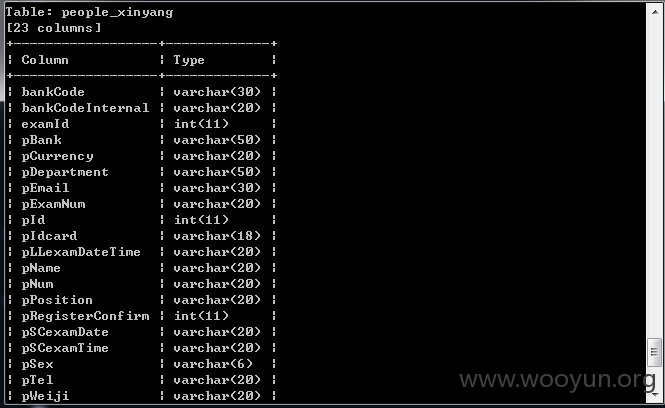 Table: people_xinyang
[23 columns]
+------------------+-------------+
| Column | Type |
+------------------+-------------+
| bankCode | varchar(30) |
| bankCodeInternal | varchar(20) |
| examId | int(11) |
| pBank | varchar(50) |
| pCurrency | varchar(20) |
| pDepartment | varchar(50) |
| pEmail | varchar(30) |
| pExamNum | varchar(20) |
| pId | int(11) |
| pIdcard | varchar(18) |
| pLLexamDateTime | varchar(20) |
| pName | varchar(20) |
| pNum | varchar(20) |
| pPosition | varchar(20) |
| pRegisterConfirm | int(11) |
| pSCexamDate | varchar(20) |
| pSCexamTime | varchar(20) |
| pSex | varchar(6) |
| pTel | varchar(20) |
| pWeiji | varchar(20) |
www.wooyun.org